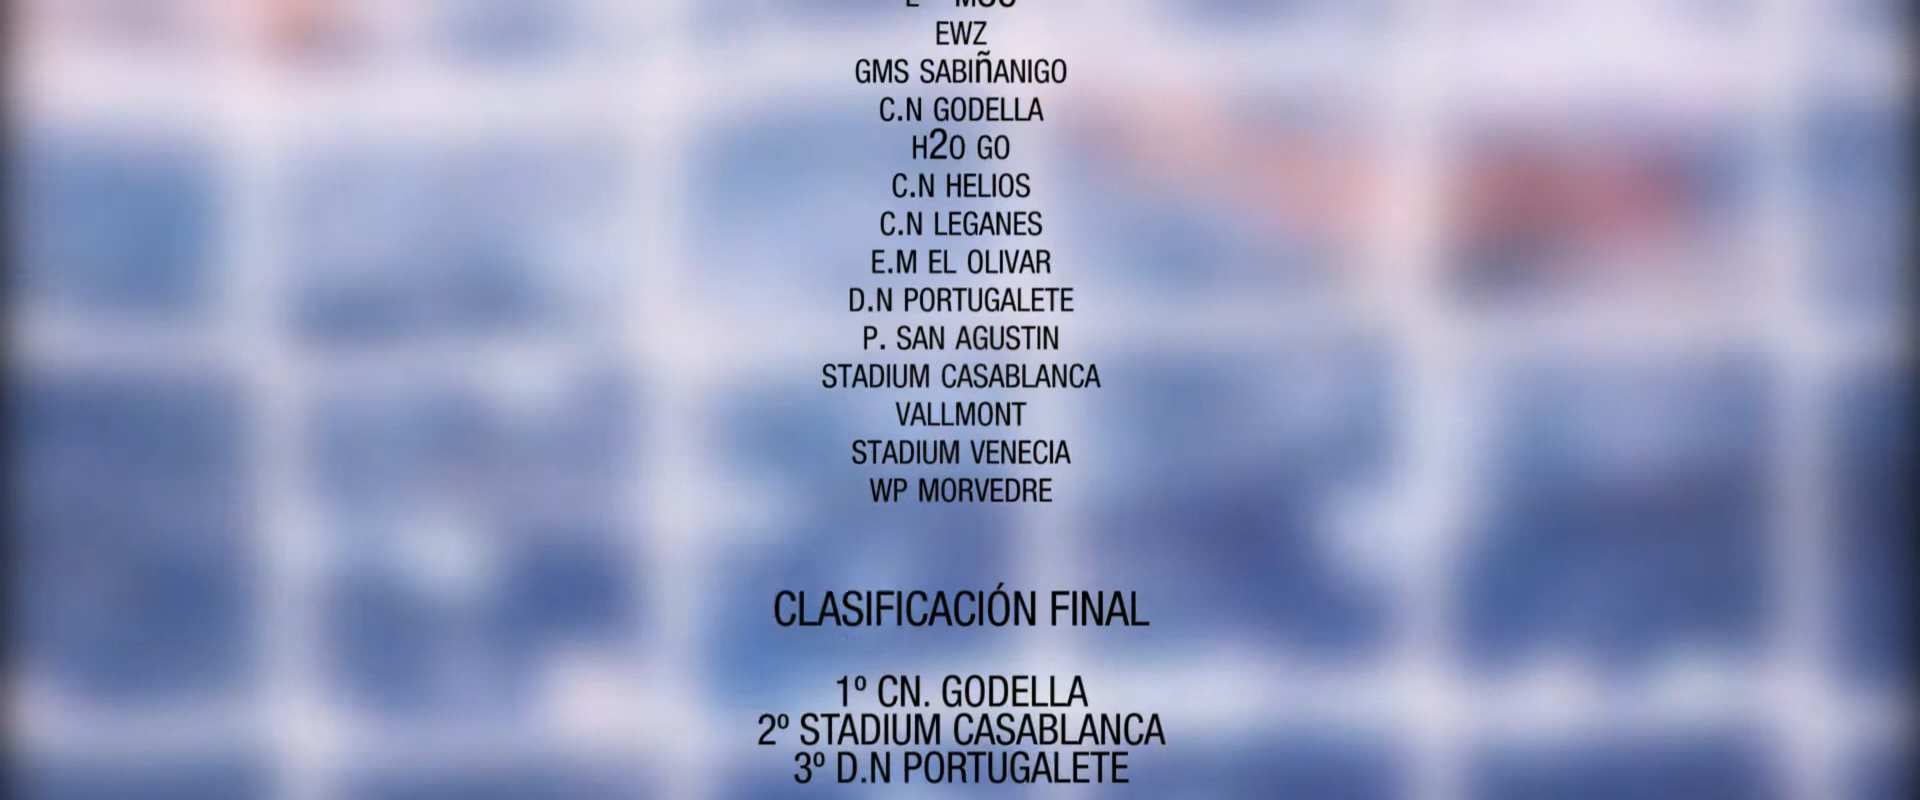 EWZ
GMS SABIñANIGO
C.N GODELLA
H2O GO
C.N HELIOS
C.N LEGANES
E.M EL OLIVAR
D.N PORTUGALETE
P. SAN AGUSTIN
STADIUM CASABLANCA
VALLMONT
STADIUM VENECIA
WP MORVEDRE
CLASIFICACIÓN FINAL
1º CN. GODELLA
2º STADIUM CASABLANCA
3º D.N PORTUGALETE